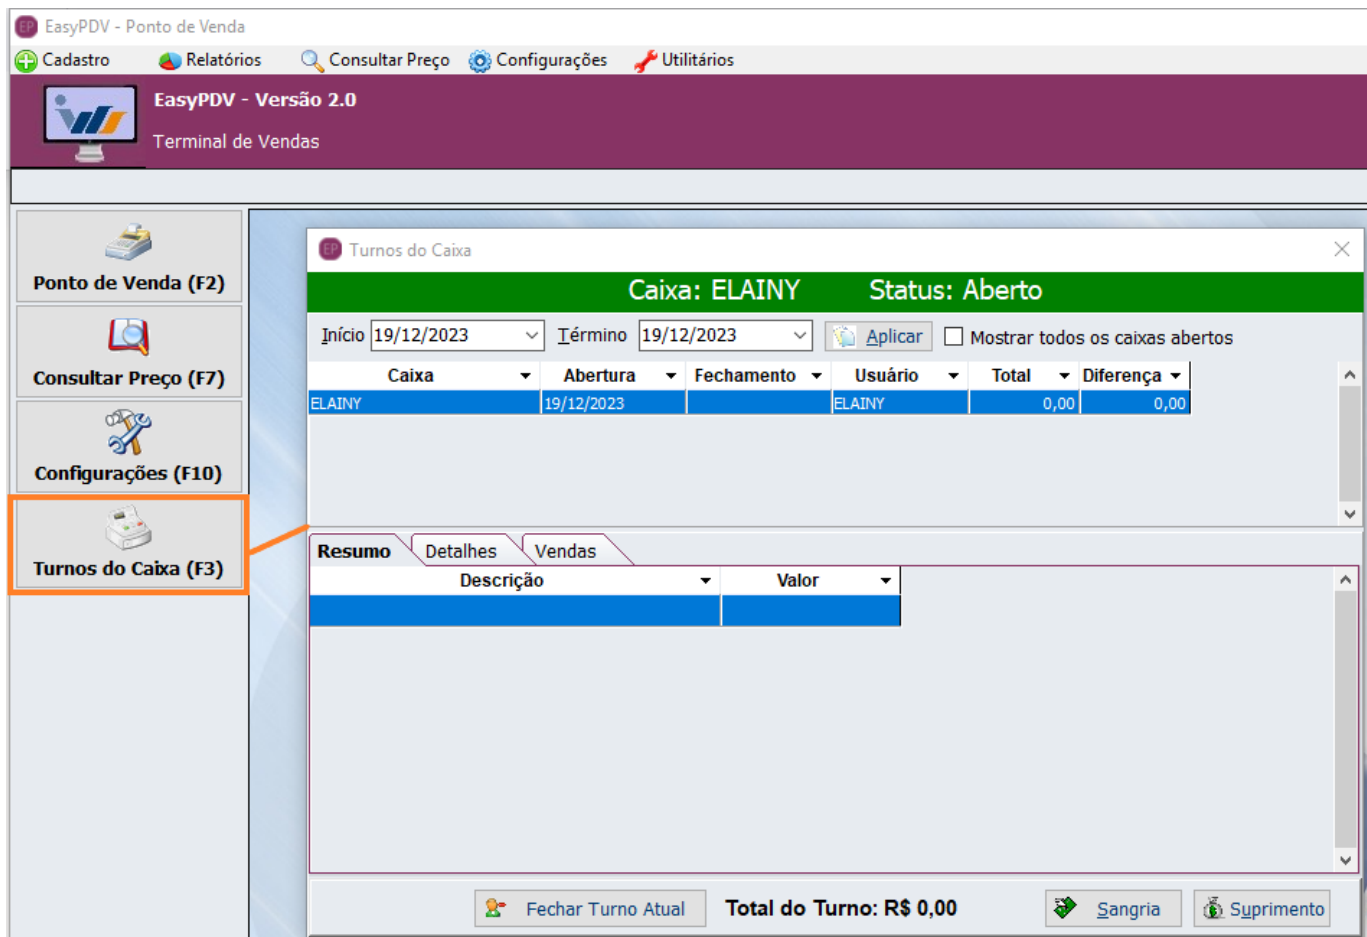 EP EasyPDV - Ponto de Venda
Cadastro Relatórios Consultar Preço Configurações Utilitários
EasyPDV - Versão 2.0
Terminal de Vendas
Ponto de Venda (F2)
Consultar Preço (F7)
Configurações (F10)
Turnos do Caixa (F3)
EP Turnos do Caixa
Caixa: ELAINY Status: Aberto
Início 19/12/2023 Término 19/12/2023 Aplicar Mostrar todos os caixas abertos
Caixa Abertura Fechamento Usuário Total Diferença
ELAINY 19/12/2023 ELAINY 0,00 0,00
Resumo Detalhes Vendas
Descrição Valor
Fechar Turno Atual Total do Turno: R$ 0,00 Sangria Suprimento